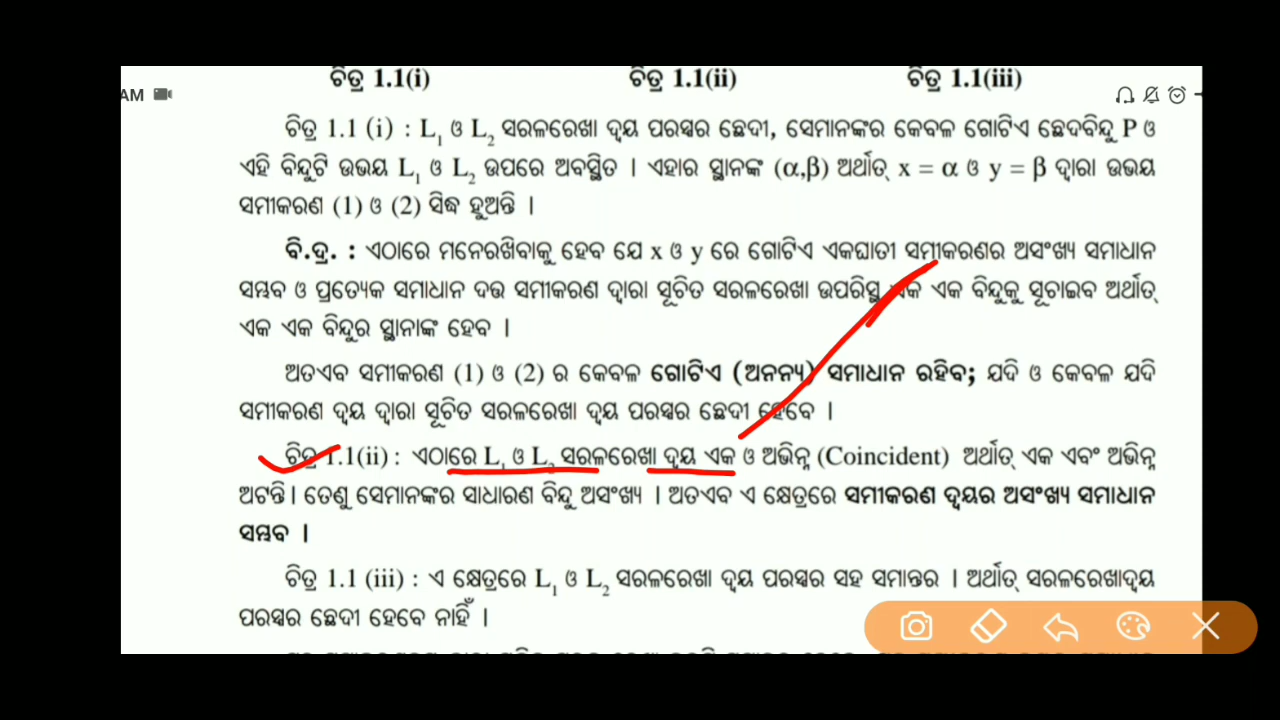 ଚିତ୍ର 1.1(i) ଚିତ୍ର 1.1(ii) ଚିତ୍ର 1.1(iii)
AM
ଚିତ୍ର 1.1 (i) : L₁ ଓ L₂ ସରଳରେଖା ଦ୍ୱୟ ପରସ୍ପର ଛେଦୀ, ସେମାନଙ୍କର କେବଳ ଗୋଟିଏ ଛେଦବିନ୍ଦୁ P ଓ
ଏହି ବିନ୍ଦୁଟି ଉଭୟ L₁ ଓ L₂ ଉପରେ ଅବସ୍ଥିତ । ଏହାର ସ୍ଥାନଙ୍କ (α,β) ଅର୍ଥାତ୍ x = α ଓ y = β ଦ୍ୱାରା ଉଭୟ
ସମୀକରଣ (1) ଓ (2) ସିଦ୍ଧ ହୁଅନ୍ତି ।
ବି.ଦ୍ର. : ଏଠାରେ ମନେରଖିବାକୁ ହେବ ଯେ x ଓ y ରେ ଗୋଟିଏ ଏକଘାତୀ ସମୀକରଣର ଅସଂଖ୍ୟ ସମାଧାନ
ସମ୍ଭବ ଓ ପ୍ରତ୍ୟେକ ସମାଧାନ ଦତ୍ତ ସମୀକରଣ ଦ୍ୱାରା ସୂଚିତ ସରଳରେଖା ଉପରିସ୍ଥ ଏକ ଏକ ବିନ୍ଦୁକୁ ସୂଚାଇବ ଅର୍ଥାତ୍
ଏକ ଏକ ବିନ୍ଦୁର ସ୍ଥାନାଙ୍କ ହେବ ।
ଅତଏବ ସମୀକରଣ (1) ଓ (2) ର କେବଳ ଗୋଟିଏ (ଅନନ୍ୟ) ସମାଧାନ ରହିବ; ଯଦି ଓ କେବଳ ଯଦି
ସମୀକରଣ ଦ୍ୱୟ ଦ୍ୱାରା ସୂଚିତ ସରଳରେଖା ଦ୍ୱୟ ପରସ୍ପର ଛେଦୀ ହେବେ ।
ଚିତ୍ର 1.1(ii) : ଏଠାରେ L₁ ଓ L₂ ସରଳରେଖା ଦ୍ୱୟ ଏକ ଓ ଅଭିନ୍ନ (Coincident) ଅର୍ଥାତ୍ ଏକ ଏବଂ ଅଭିନ୍ନ
ଅଟନ୍ତି। ତେଣୁ ସେମାନଙ୍କର ସାଧାରଣ ବିନ୍ଦୁ ଅସଂଖ୍ୟ । ଅତଏବ ଏ କ୍ଷେତ୍ରରେ ସମୀକରଣ ଦ୍ୱୟର ଅସଂଖ୍ୟ ସମାଧାନ
ସମ୍ଭବ ।
ଚିତ୍ର 1.1 (iii) : ଏ କ୍ଷେତ୍ରରେ L₁ ଓ L₂ ସରଳରେଖା ଦ୍ୱୟ ପରସ୍ପର ସହ ସମାନ୍ତର । ଅର୍ଥାତ୍ ସରଳରେଖାଦ୍ୱୟ
ପରସ୍ପର ଛେଦୀ ହେବେ ନାହିଁ ।